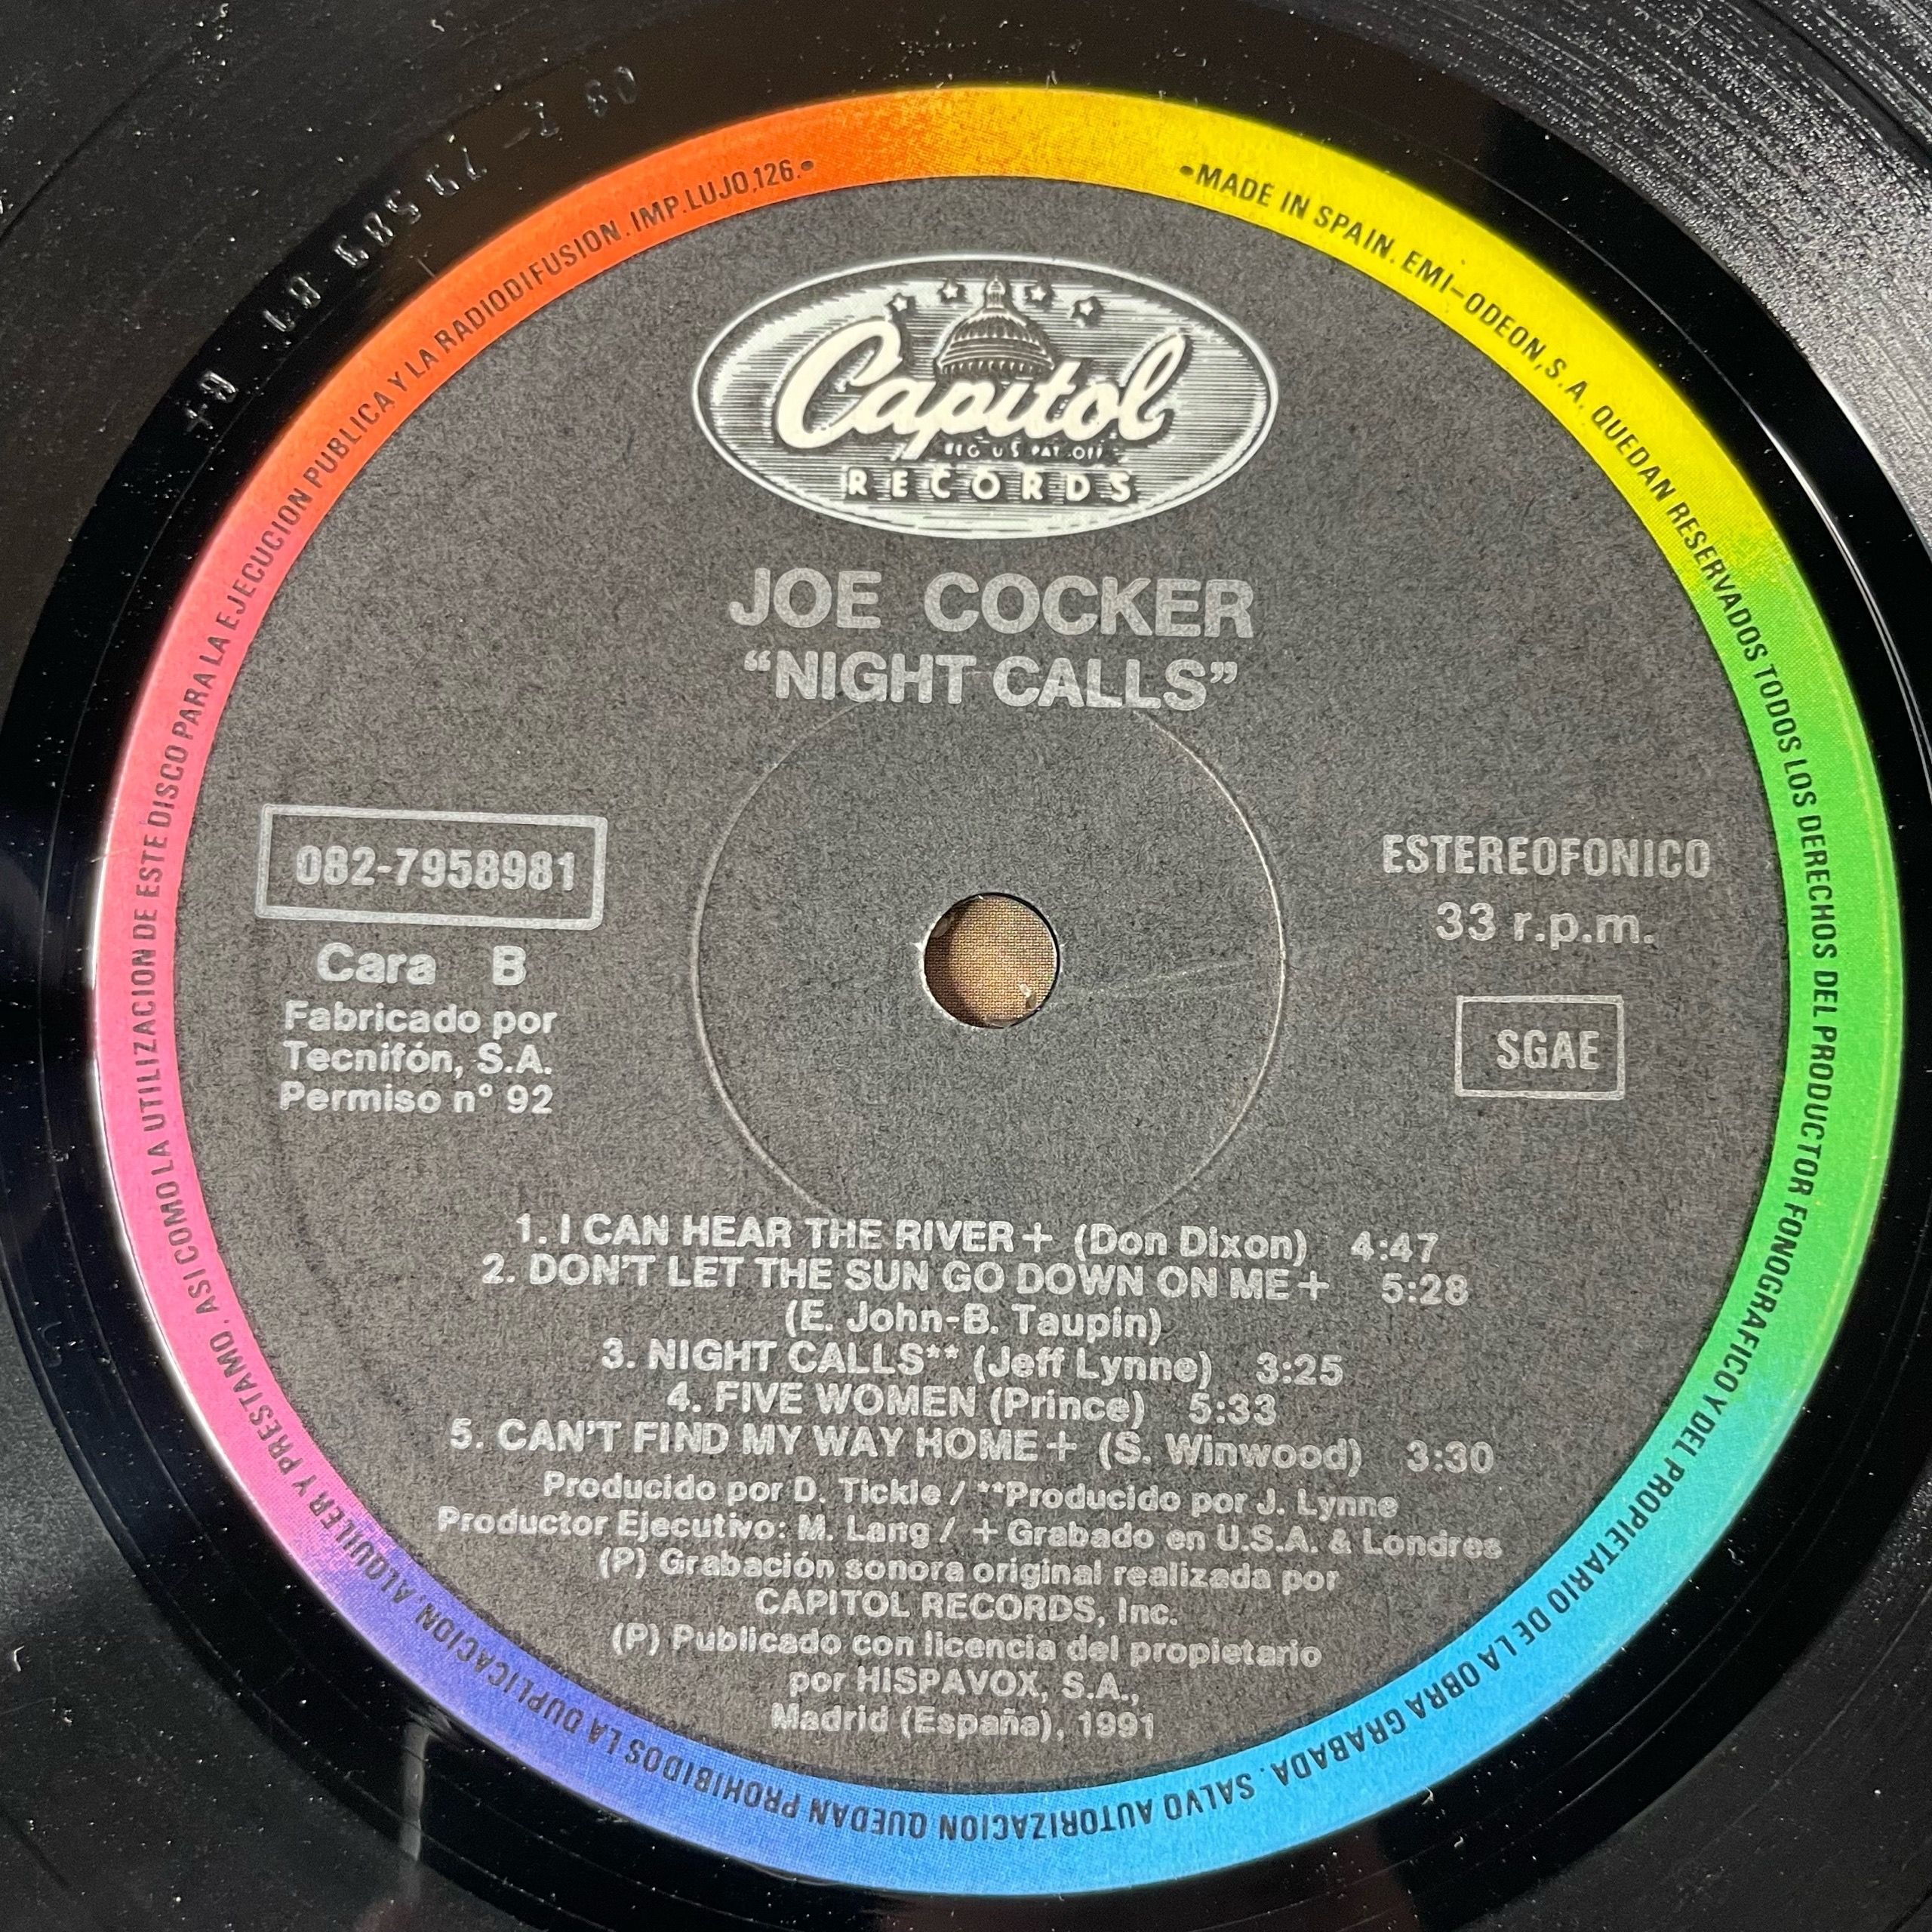 Capitol
REG. U.S. PAT. OFF.
RECORDS
JOE COCKER
“NIGHT CALLS”
082-7958981
Cara B
Fabricado por
Tecnifón, S.A.
Permiso nº 92
ESTEREOFONICO
33 r.p.m.
SGAE
1. I CAN HEAR THE RIVER+ (Don Dixon) 4:47
2. DON'T LET THE SUN GO DOWN ON ME+ 5:28
(E. John-B. Taupin)
3. NIGHT CALLS** (Jeff Lynne) 3:25
4. FIVE WOMEN (Prince) 5:33
5. CAN'T FIND MY WAY HOME+ (S. Winwood) 3:30
Producido por D. Tickle / **Producido por J. Lynne
Productor Ejecutivo: M. Lang / + Grabado en U.S.A. & Londres
(P) Grabación sonora original realizada por
CAPITOL RECORDS, Inc.
(P) Publicado con licencia del propietario
por HISPAVOX, S.A.,
Madrid (España), 1991
•MADE IN SPAIN. EMI-ODEON, S.A. QUEDAN RESERVADOS TODOS LOS DERECHOS DEL PRODUCTOR FONOGRAFICO Y DEL PROPIETARIO DE LA OBRA GRABADA. SALVO AUTORIZACION QUEDAN PROHIBIDOS LA DUPLICACION, ALQUILER Y PRESTAMO, ASI COMO LA UTILIZACION DE ESTE DISCO PARA LA EJECUCION PUBLICA Y LA RADIODIFUSION. IMP. LUJO,126.•